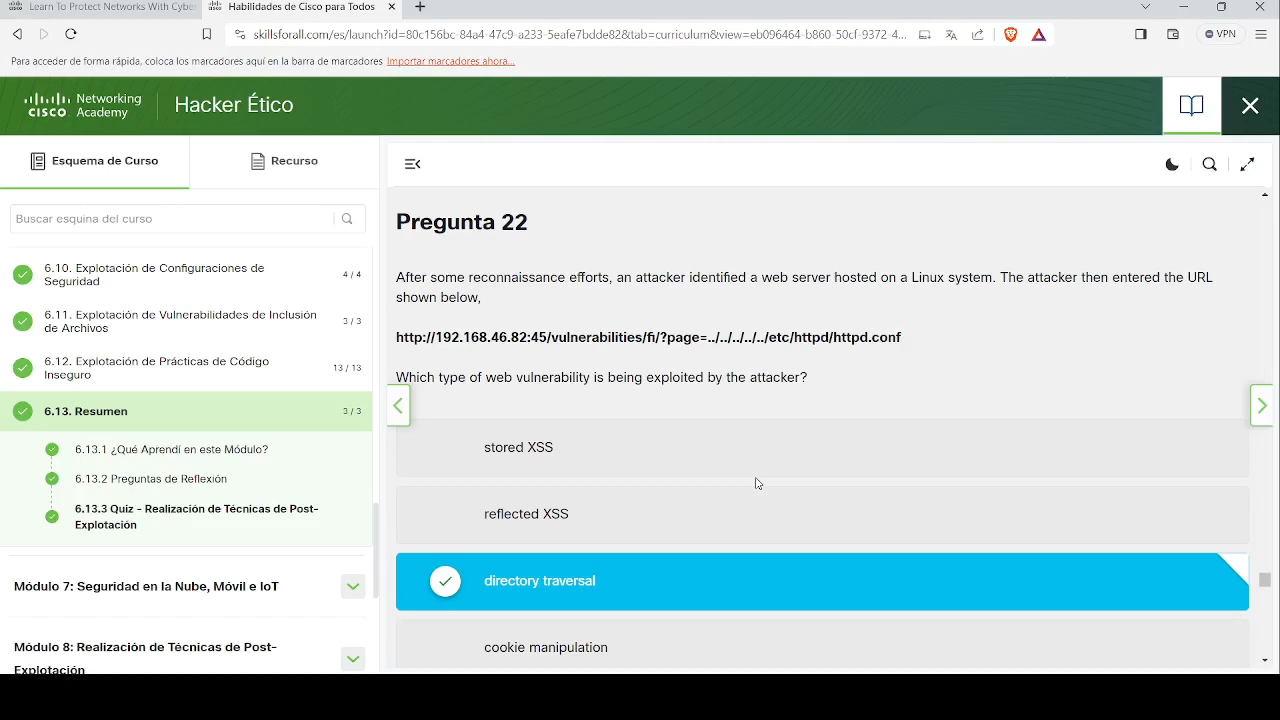 Learn To Protect Networks With Cyber
Habilidades de Cisco para Todos
skillsforall.com/es/launch?id=80c156bc-84a4-47c9-a233-5eafe7bdde82&tab=curriculum&view=eb096464-b860-50cf-9372-4...
VPN
Para acceder de forma rápida, coloca los marcadores aquí en la barra de marcadores Importar marcadores ahora...
cisco Networking
Academy
Hacker Ético
Esquema de Curso
Recurso
Buscar esquina del curso
6.10. Explotación de Configuraciones de
Seguridad
4 / 4
6.11. Explotación de Vulnerabilidades de Inclusión
de Archivos
3 / 3
6.12. Explotación de Prácticas de Código
Inseguro
13 / 13
6.13. Resumen
3 / 3
6.13.1 ¿Qué Aprendí en este Módulo?
6.13.2 Preguntas de Reflexión
6.13.3 Quiz - Realización de Técnicas de Post-
Explotación
Módulo 7: Seguridad en la Nube, Móvil e IoT
Módulo 8: Realización de Técnicas de Post-
Explotación
Pregunta 22
After some reconnaissance efforts, an attacker identified a web server hosted on a Linux system. The attacker then entered the URL
shown below,
http://192.168.46.82:45/vulnerabilities/fi/?page=../../../../../etc/httpd/httpd.conf
Which type of web vulnerability is being exploited by the attacker?
stored XSS
reflected XSS
directory traversal
cookie manipulation